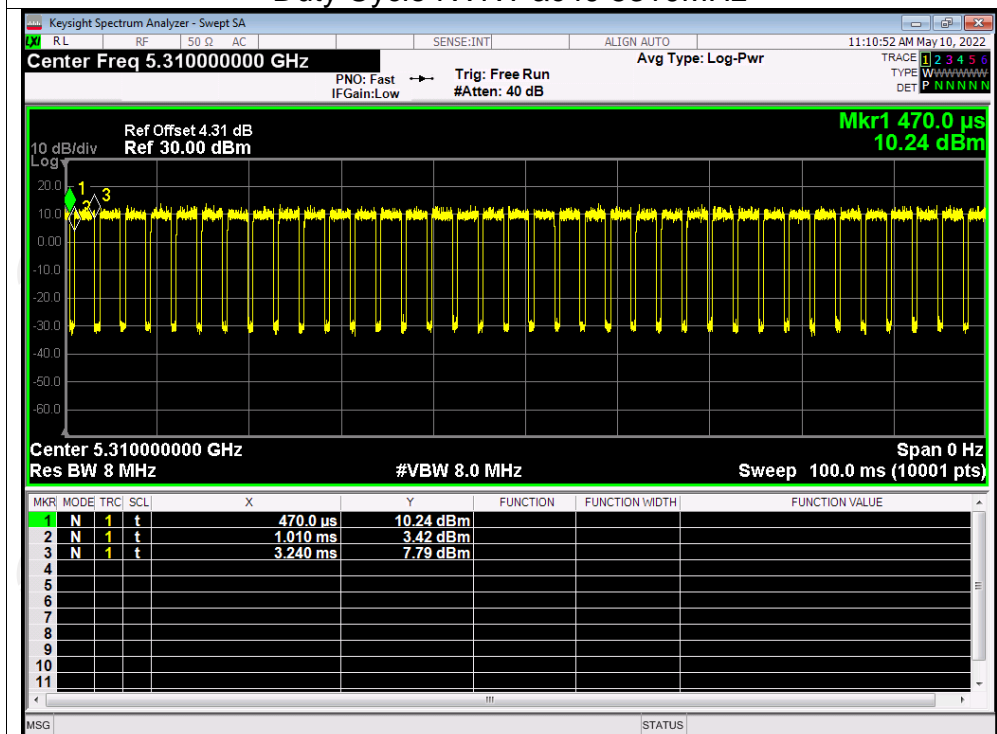 Keysight Spectrum Analyzer - Swept SA
LXI RL RF 50 Ω AC SENSE:INT ALIGN AUTO 11:10:52 AM May 10, 2022
Center Freq 5.310000000 GHz Avg Type: Log-Pwr TRACE 1 2 3 4 5 6
PNO: Fast Trig: Free Run TYPE WWWWWW
IFGain:Low #Atten: 40 dB DET P N N N N N
Mkr1 470.0 µs
Ref Offset 4.31 dB
10 dB/div Ref 30.00 dBm 10.24 dBm
Log
20.0
1
2
3
10.0
0.00
-10.0
-20.0
-30.0
-40.0
-50.0
-60.0
Center 5.310000000 GHz Span 0 Hz
Res BW 8 MHz #VBW 8.0 MHz Sweep 100.0 ms (10001 pts)
MKR MODE TRC SCL X Y FUNCTION FUNCTION WIDTH FUNCTION VALUE
1 N 1 t 470.0 µs 10.24 dBm
2 N 1 t 1.010 ms 3.42 dBm
3 N 1 t 3.240 ms 7.79 dBm
4
5
6
7
8
9
10
11
MSG STATUS